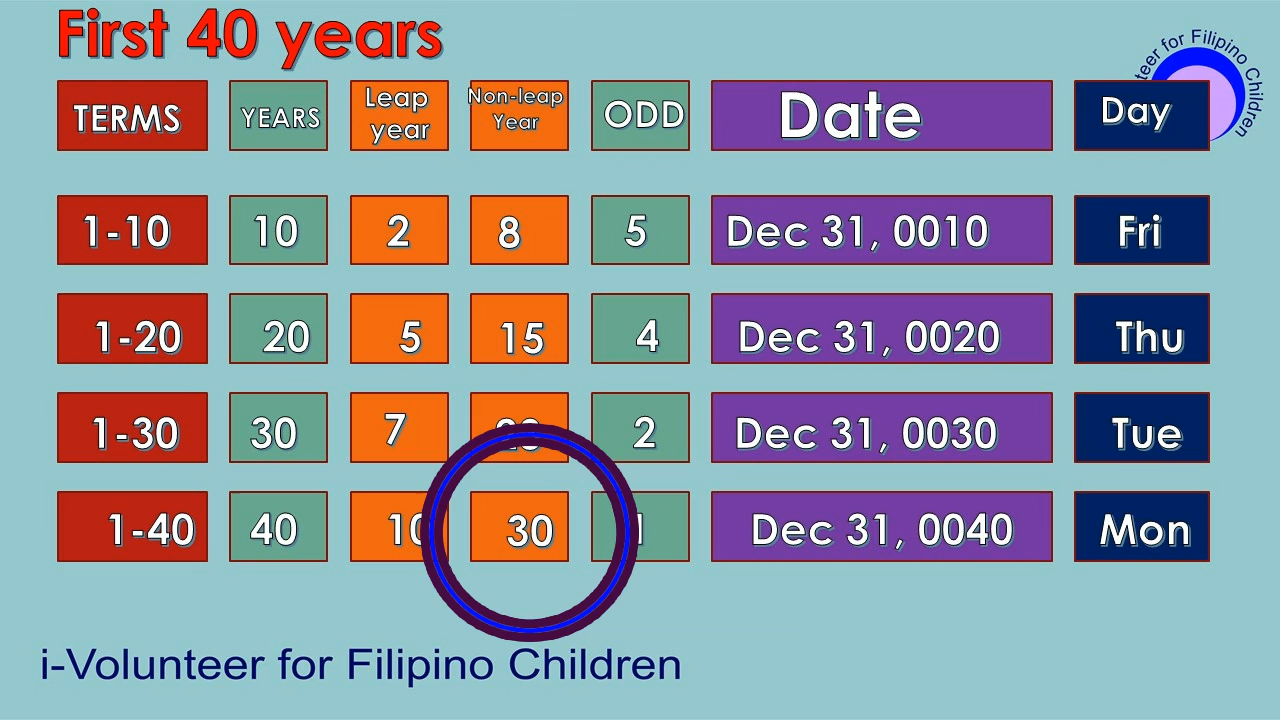 First 40 years
teer for Filipino Children
TERMS YEARS Leap year Non-leap Year ODD Date Day
1-10 10 2 8 5 Dec 31, 0010 Fri
1-20 20 5 15 4 Dec 31, 0020 Thu
1-30 30 7 2 Dec 31, 0030 Tue
1-40 40 10 30 1 Dec 31, 0040 Mon
i-Volunteer for Filipino Children